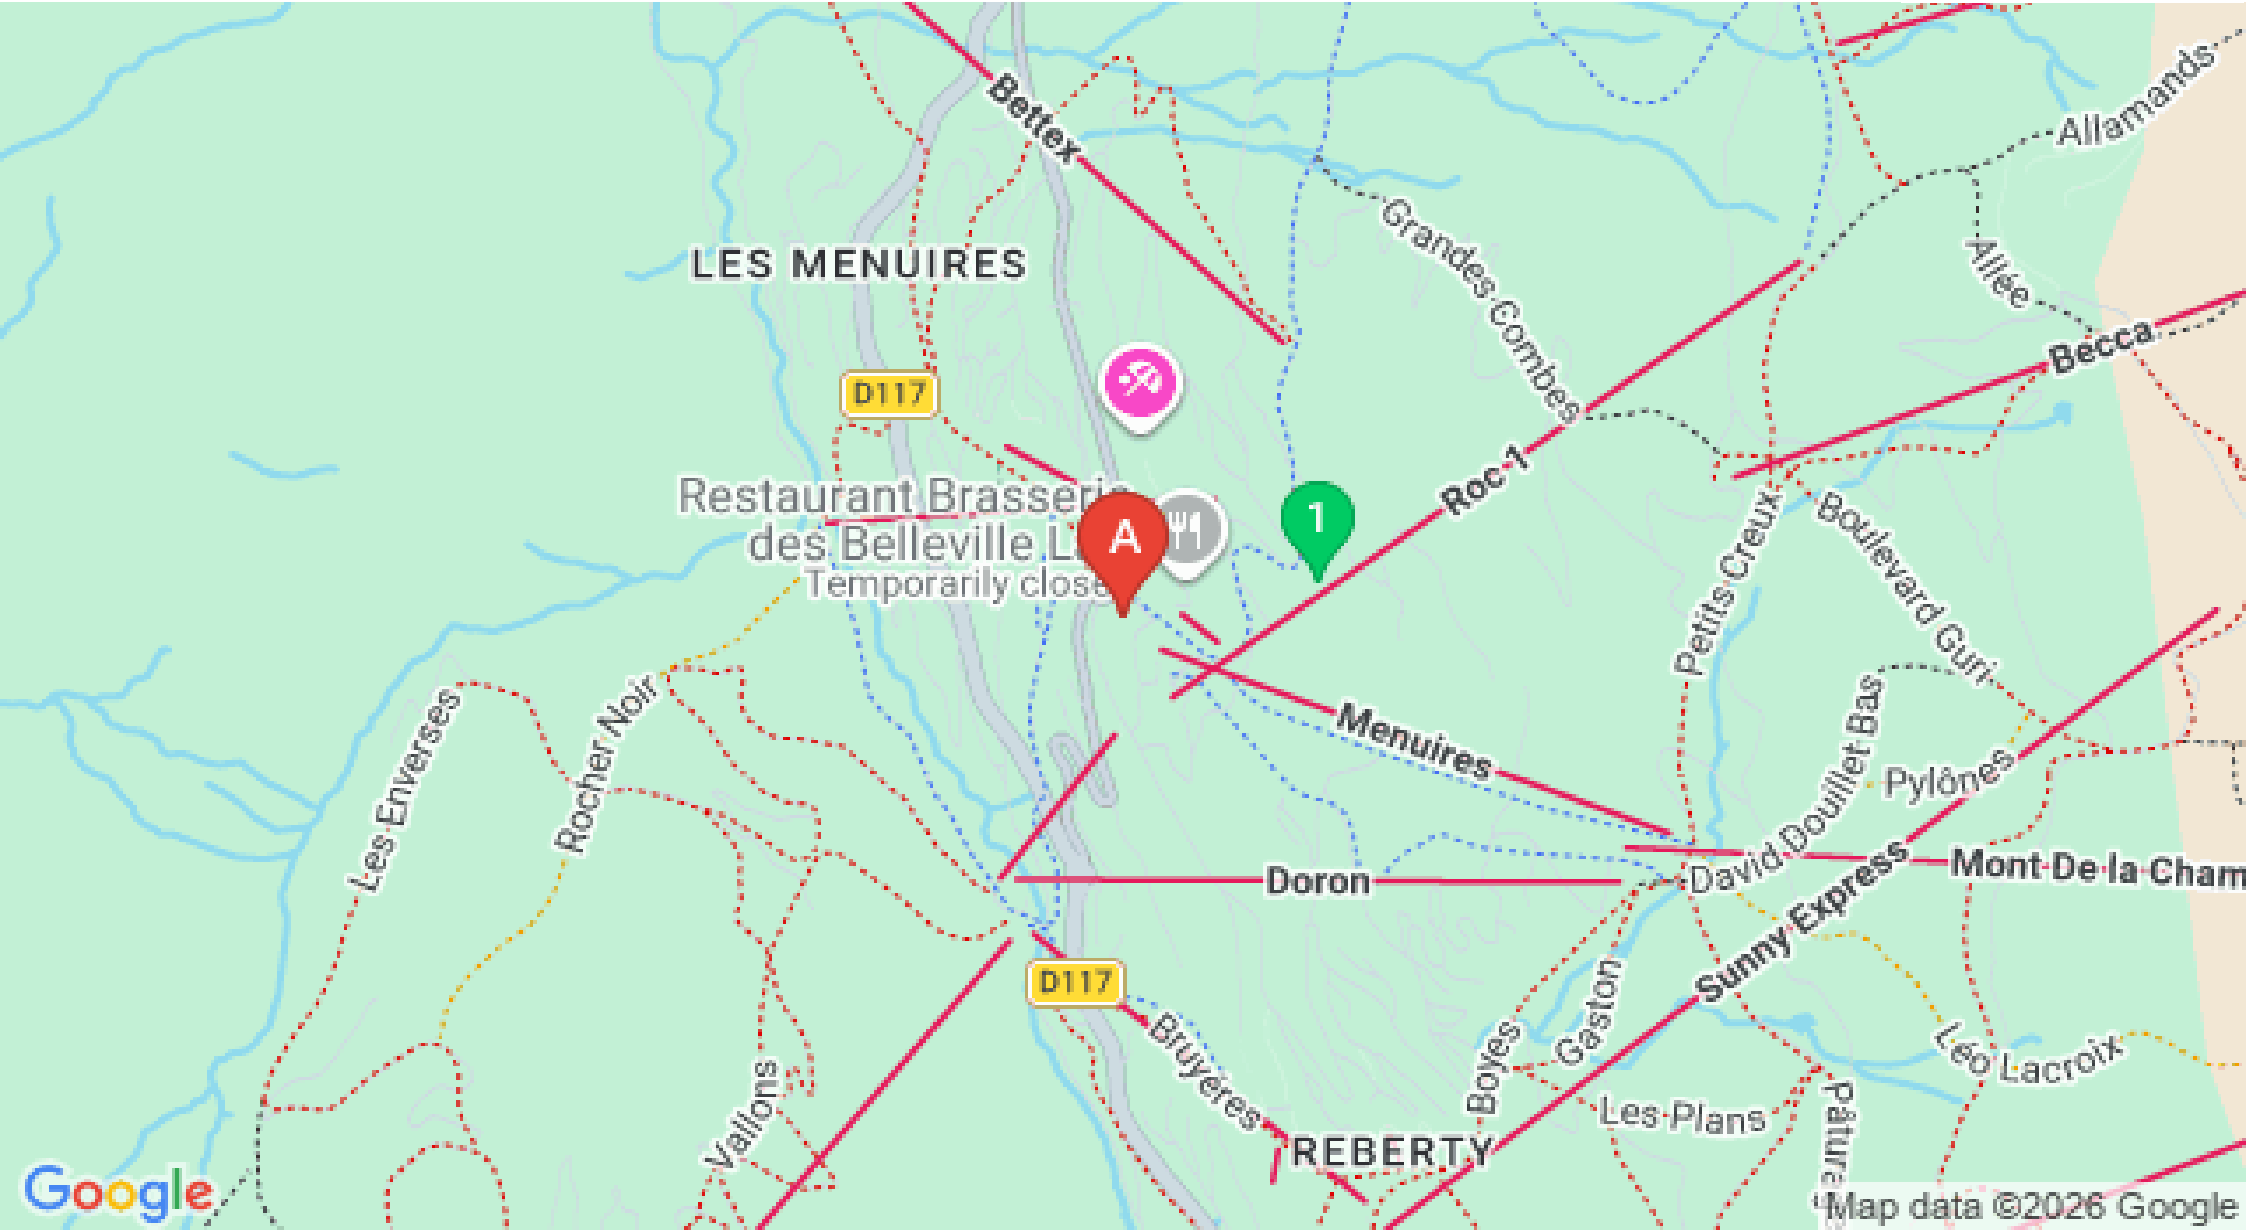 Bettex
Allamands
Grandes Combes
Allée
LES MENUIRES
Becca
D117
Roc 1
Restaurant Brasserie
des Belleville L
Temporarily close
A
1
Petits Creux
Boulevard Guri
Les Enverses
Rocher Noir
Menuires
David Douillet Bas
Pylônes
Doron
Mont De la Cham
Sunny Express
D117
Gaston
Bruyères
Boyes
Léo Lacroix
Vallons
Les Plans
REBERTY
Pâtura
Google
Map data ©2026 Google